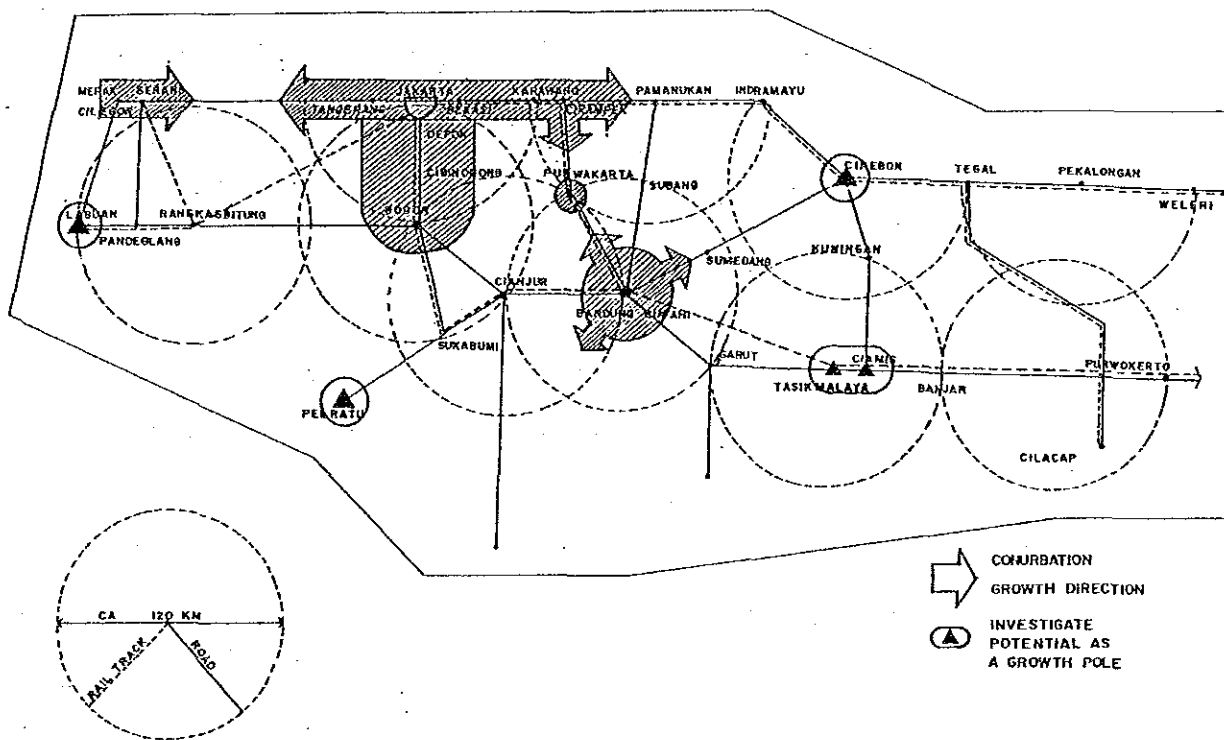 MERAK SERANG
CILEGON
TANGERANG
JAKARTA
BEKASI
KARAWANG
CIKAMPEK
PAMANUKAN
INDRAMAYU
DEPOK
CIBINONG
BOGOR
PURWAKARTA
SUBANG
CIREBON
TEGAL
PEKALONGAN
WELERI
LABUAN
PANDEGLANG
RANGKASBITUNG
CIANJUR
SUKABUMI
BANDUNG
SUMEDANG
KUNINGAN
GARUT
CIAMIS
TASIKMALAYA
BANJAR
PURWOKERTO
CILACAP
PEL RATU
CA 120 KM
RAIL TRACK
ROAD
CONURBATION
GROWTH DIRECTION
INVESTIGATE
POTENTIAL AS
A GROWTH POLE